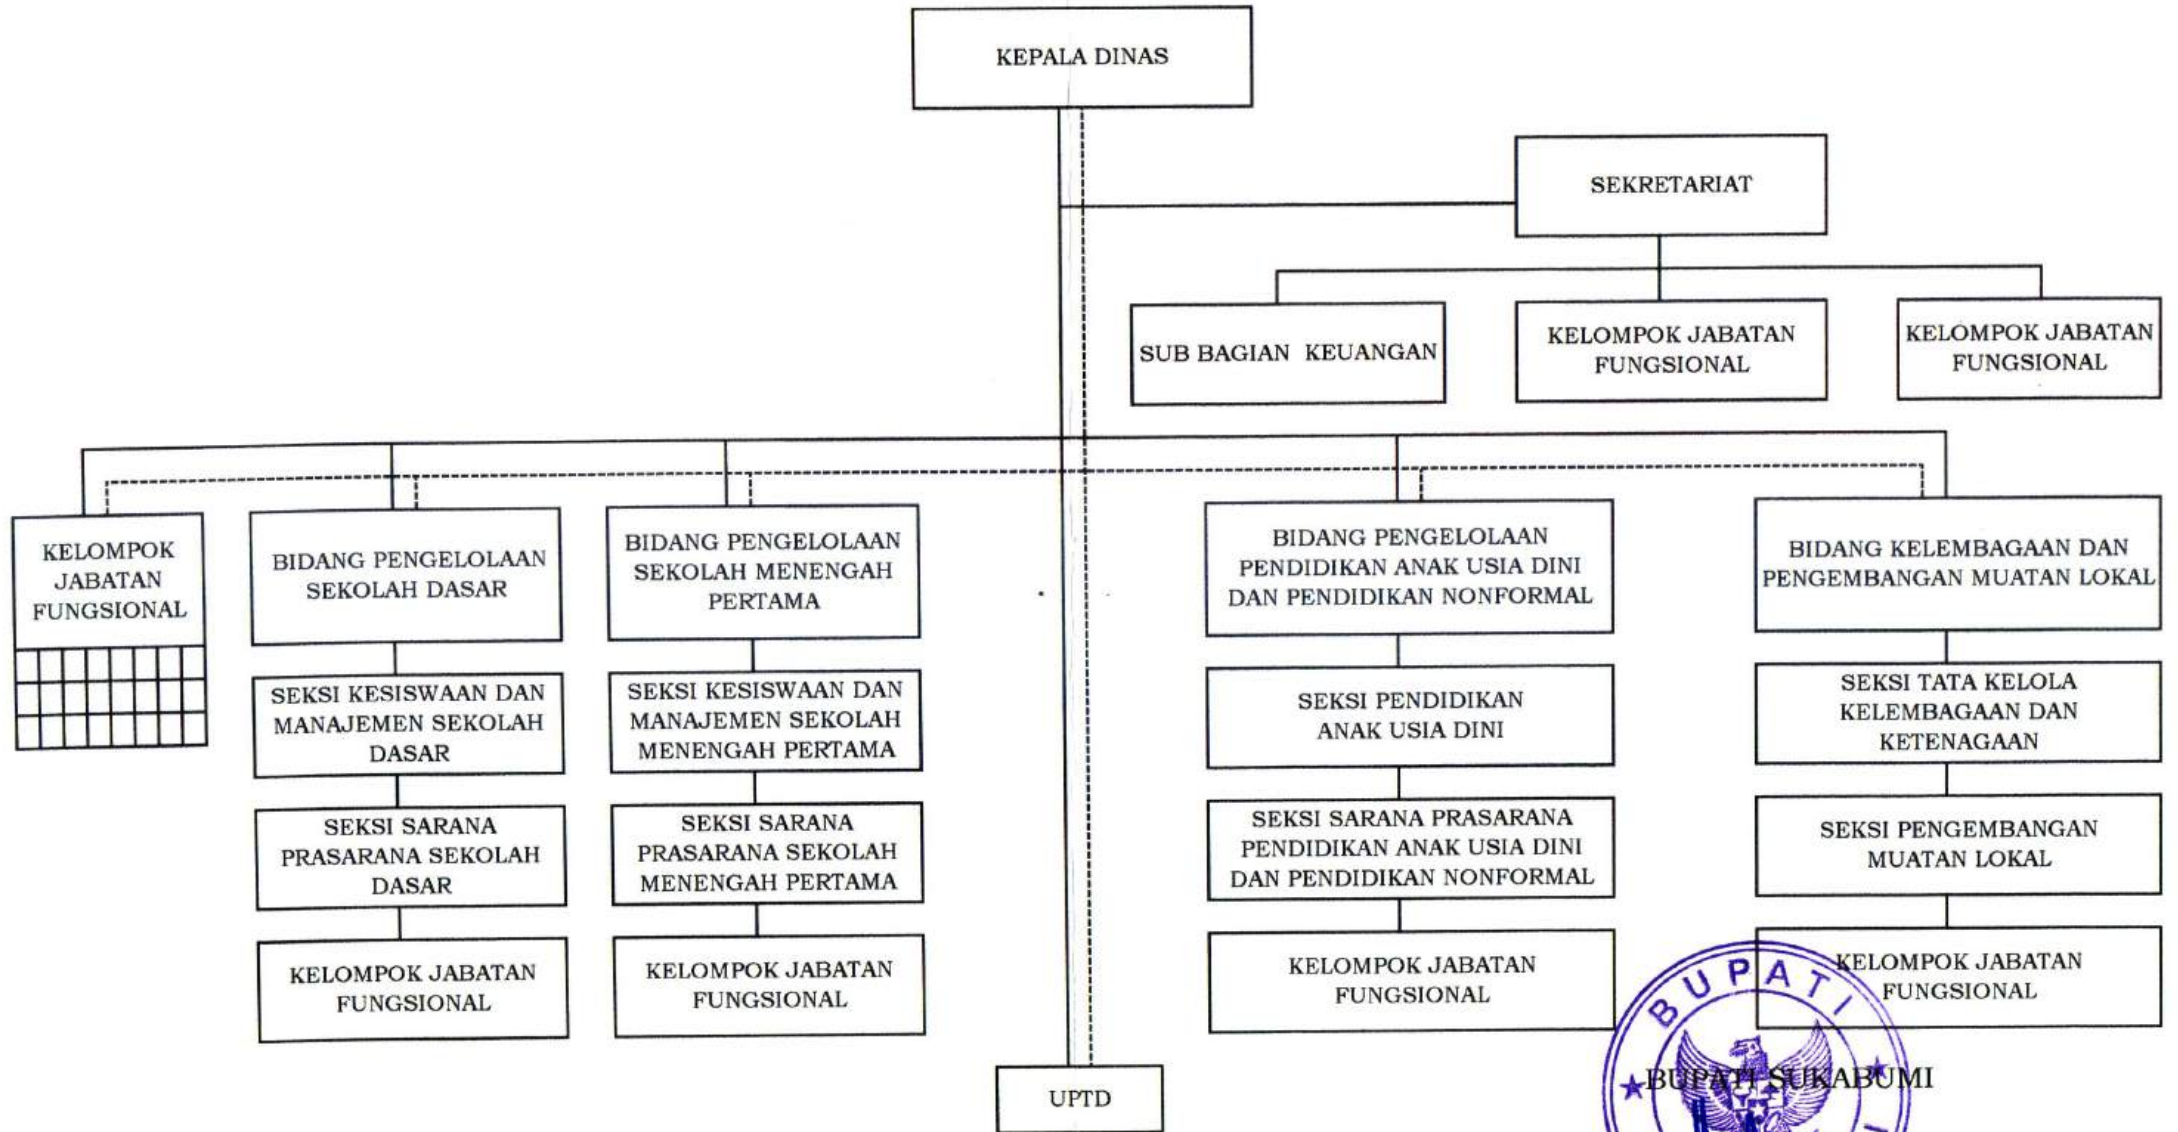 KEPALA DINAS
SEKRETARIAT
SUB BAGIAN KEUANGAN
KELOMPOK JABATAN
FUNGSIONAL
KELOMPOK JABATAN
FUNGSIONAL
KELOMPOK
JABATAN
FUNGSIONAL
BIDANG PENGELOLAAN
SEKOLAH DASAR
SEKSI KESISWAAN DAN
MANAJEMEN SEKOLAH
DASAR
SEKSI SARANA
PRASARANA SEKOLAH
DASAR
KELOMPOK JABATAN
FUNGSIONAL
BIDANG PENGELOLAAN
SEKOLAH MENENGAH
PERTAMA
SEKSI KESISWAAN DAN
MANAJEMEN SEKOLAH
MENENGAH PERTAMA
SEKSI SARANA
PRASARANA SEKOLAH
MENENGAH PERTAMA
KELOMPOK JABATAN
FUNGSIONAL
BIDANG PENGELOLAAN
PENDIDIKAN ANAK USIA DINI
DAN PENDIDIKAN NONFORMAL
SEKSI PENDIDIKAN
ANAK USIA DINI
SEKSI SARANA PRASARANA
PENDIDIKAN ANAK USIA DINI
DAN PENDIDIKAN NONFORMAL
KELOMPOK JABATAN
FUNGSIONAL
BIDANG KELEMBAGAAN DAN
PENGEMBANGAN MUATAN LOKAL
SEKSI TATA KELOLA
KELEMBAGAAN DAN
KETENAGAAN
SEKSI PENGEMBANGAN
MUATAN LOKAL
KELOMPOK JABATAN
FUNGSIONAL
UPTD
BUPATI
BUPATI SUKABUMI